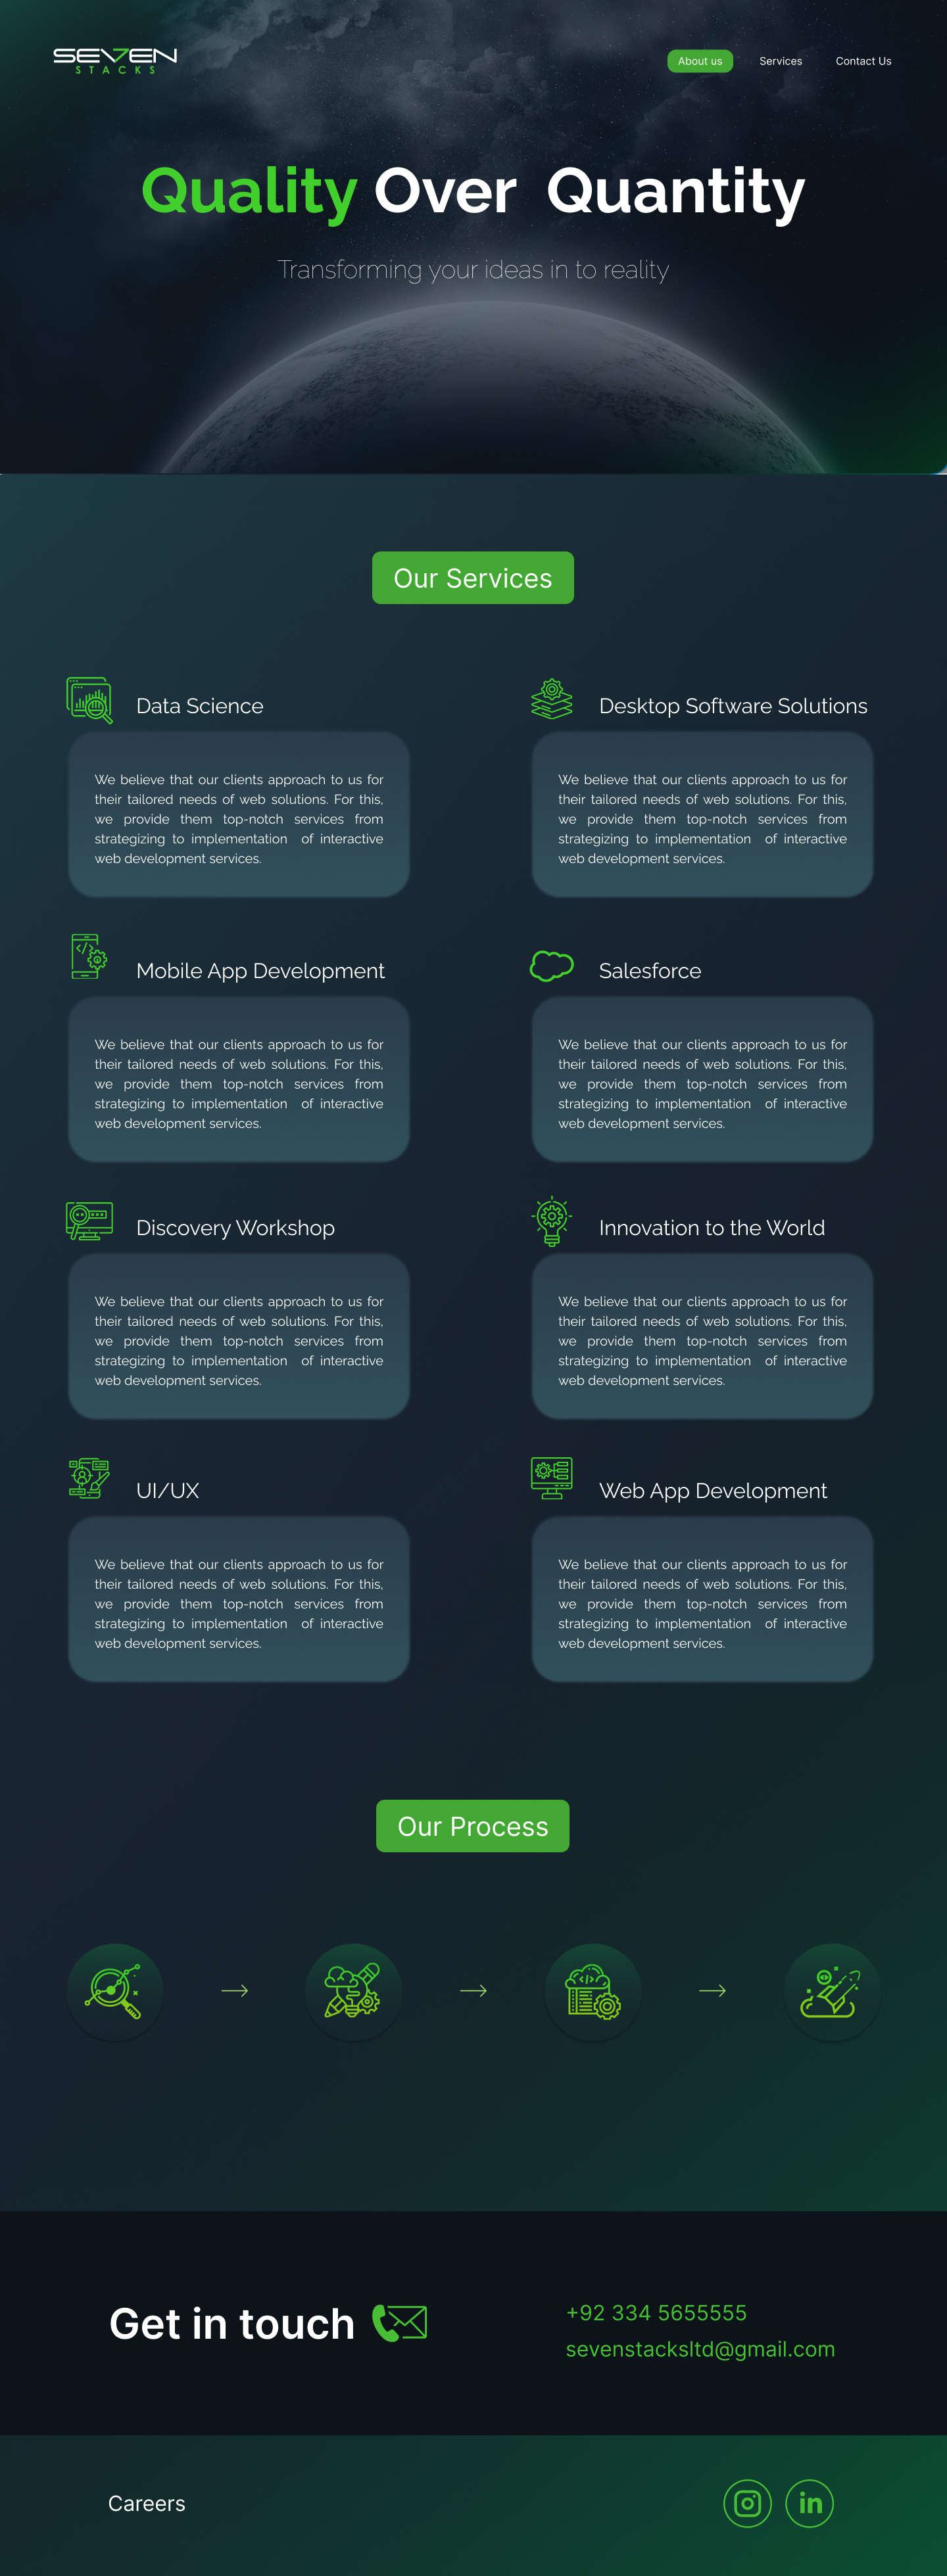 SEVEN
STACKS
About us
Services
Contact Us
Quality Over Quantity
Transforming your ideas in to reality
Our Services
Data Science
We believe that our clients approach to us for
their tailored needs of web solutions. For this,
we provide them top-notch services from
strategizing to implementation of interactive
web development services.
Desktop Software Solutions
We believe that our clients approach to us for
their tailored needs of web solutions. For this,
we provide them top-notch services from
strategizing to implementation of interactive
web development services.
Mobile App Development
We believe that our clients approach to us for
their tailored needs of web solutions. For this,
we provide them top-notch services from
strategizing to implementation of interactive
web development services.
Salesforce
We believe that our clients approach to us for
their tailored needs of web solutions. For this,
we provide them top-notch services from
strategizing to implementation of interactive
web development services.
Discovery Workshop
We believe that our clients approach to us for
their tailored needs of web solutions. For this,
we provide them top-notch services from
strategizing to implementation of interactive
web development services.
Innovation to the World
We believe that our clients approach to us for
their tailored needs of web solutions. For this,
we provide them top-notch services from
strategizing to implementation of interactive
web development services.
UI/UX
We believe that our clients approach to us for
their tailored needs of web solutions. For this,
we provide them top-notch services from
strategizing to implementation of interactive
web development services.
Web App Development
We believe that our clients approach to us for
their tailored needs of web solutions. For this,
we provide them top-notch services from
strategizing to implementation of interactive
web development services.
Our Process
Get in touch
+92 334 5655555
sevenstacksltd@gmail.com
Careers
in